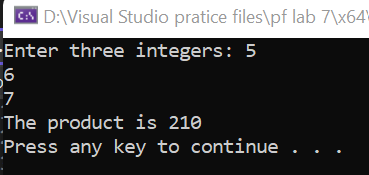 D:\Visual Studio pratice files\pf lab 7\x64\
Enter three integers: 5
6
7
The product is 210
Press any key to continue . . .